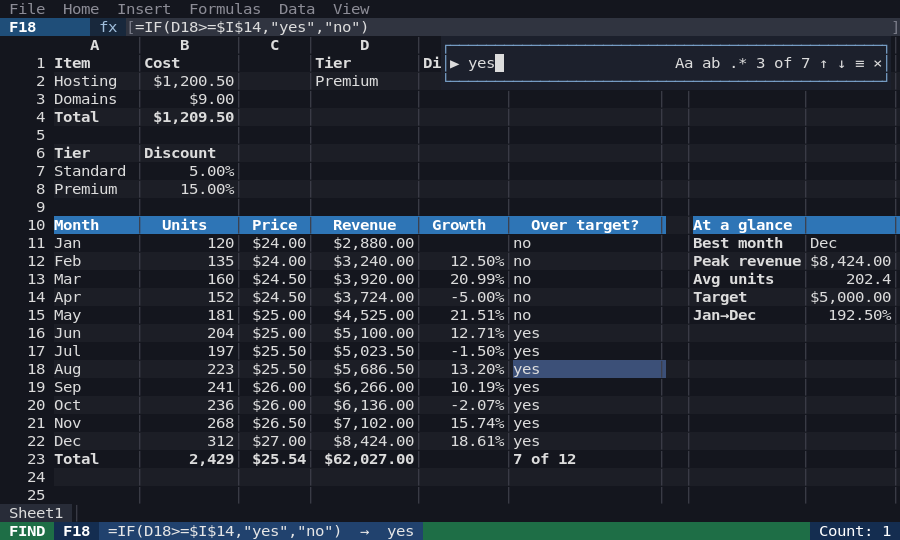 File Home Insert Formulas Data View
F18 fx [=IF(D18>=$I$14,"yes","no") ]
A B C D
1 Item Cost Tier Di ▶ yes Aa ab .* 3 of 7 ↑ ↓ ≡ ×
2 Hosting $1,200.50 Premium
3 Domains $9.00
4 Total $1,209.50
5
6 Tier Discount
7 Standard 5.00%
8 Premium 15.00%
9
10 Month Units Price Revenue Growth Over target? At a glance
11 Jan 120 $24.00 $2,880.00 no Best month Dec
12 Feb 135 $24.00 $3,240.00 12.50% no Peak revenue $8,424.00
13 Mar 160 $24.50 $3,920.00 20.99% no Avg units 202.4
14 Apr 152 $24.50 $3,724.00 -5.00% no Target $5,000.00
15 May 181 $25.00 $4,525.00 21.51% no Jan→Dec 192.50%
16 Jun 204 $25.00 $5,100.00 12.71% yes
17 Jul 197 $25.50 $5,023.50 -1.50% yes
18 Aug 223 $25.50 $5,686.50 13.20% yes
19 Sep 241 $26.00 $6,266.00 10.19% yes
20 Oct 236 $26.00 $6,136.00 -2.07% yes
21 Nov 268 $26.50 $7,102.00 15.74% yes
22 Dec 312 $27.00 $8,424.00 18.61% yes
23 Total 2,429 $25.54 $62,027.00 7 of 12
24
25
Sheet1
FIND F18 =IF(D18>=$I$14,"yes","no") → yes Count: 1